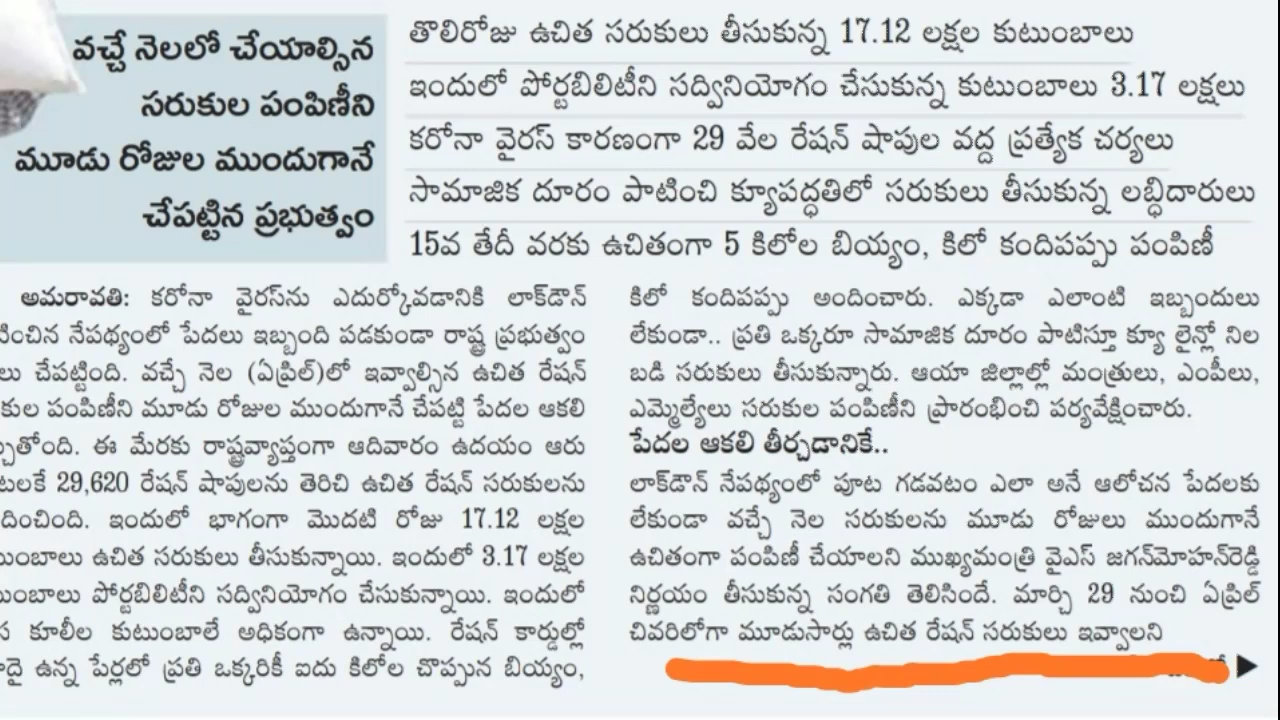 వచ్చే నెలలో చేయాల్సిన
సరుకుల పంపిణీని
మూడు రోజుల ముందుగానే
చేపట్టిన ప్రభుత్వం
తొలిరోజు ఉచిత సరుకులు తీసుకున్న 17.12 లక్షల కుటుంబాలు
ఇందులో పోర్టబిలిటీని సద్వినియోగం చేసుకున్న కుటుంబాలు 3.17 లక్షలు
కరోనా వైరస్ కారణంగా 29 వేల రేషన్ షాపుల వద్ద ప్రత్యేక చర్యలు
సామాజిక దూరం పాటించి క్యూపద్ధతిలో సరుకులు తీసుకున్న లబ్ధిదారులు
15వ తేదీ వరకు ఉచితంగా 5 కిలోల బియ్యం, కిలో కందిపప్పు పంపిణీ
అమరావతి: కరోనా వైరస్‌ను ఎదుర్కోవడానికి లాక్‌డౌన్
నేపథ్యంలో పేదలు ఇబ్బంది పడకుండా రాష్ట్ర ప్రభుత్వం
చేపట్టింది. వచ్చే నెల (ఏప్రిల్)లో ఇవ్వాల్సిన ఉచిత రేషన్
పంపిణీని మూడు రోజుల ముందుగానే చేపట్టి పేదల ఆకలి
ఈ మేరకు రాష్ట్రవ్యాప్తంగా ఆదివారం ఉదయం ఆరు
29,620 రేషన్ షాపులను తెరిచి ఉచిత రేషన్ సరుకులను
ఇందులో భాగంగా మొదటి రోజు 17.12 లక్షల
ఉచిత సరుకులు తీసుకున్నాయి. ఇందులో 3.17 లక్షల
పోర్టబిలిటీని సద్వినియోగం చేసుకున్నాయి. ఇందులో
కూలీల కుటుంబాలే అధికంగా ఉన్నాయి. రేషన్ కార్డుల్లో
ఉన్న పేర్లలో ప్రతి ఒక్కరికీ ఐదు కిలోల చొప్పున బియ్యం,
కిలో కందిపప్పు అందించారు. ఎక్కడా ఎలాంటి ఇబ్బందులు
లేకుండా.. ప్రతి ఒక్కరూ సామాజిక దూరం పాటిస్తూ క్యూ లైన్లో నిల
బడి సరుకులు తీసుకున్నారు. ఆయా జిల్లాల్లో మంత్రులు, ఎంపీలు,
ఎమ్మెల్యేలు సరుకుల పంపిణీని ప్రారంభించి పర్యవేక్షించారు.
పేదల ఆకలి తీర్చడానికే..
లాక్‌డౌన్ నేపథ్యంలో పూట గడవటం ఎలా అనే ఆలోచన పేదలకు
లేకుండా వచ్చే నెల సరుకులను మూడు రోజులు ముందుగానే
ఉచితంగా పంపిణీ చేయాలని ముఖ్యమంత్రి వైఎస్ జగన్‌మోహన్‌రెడ్డి
నిర్ణయం తీసుకున్న సంగతి తెలిసిందే. మార్చి 29 నుంచి ఏప్రిల్
చివరిలోగా మూడుసార్లు ఉచిత రేషన్ సరుకులు ఇవ్వాలని